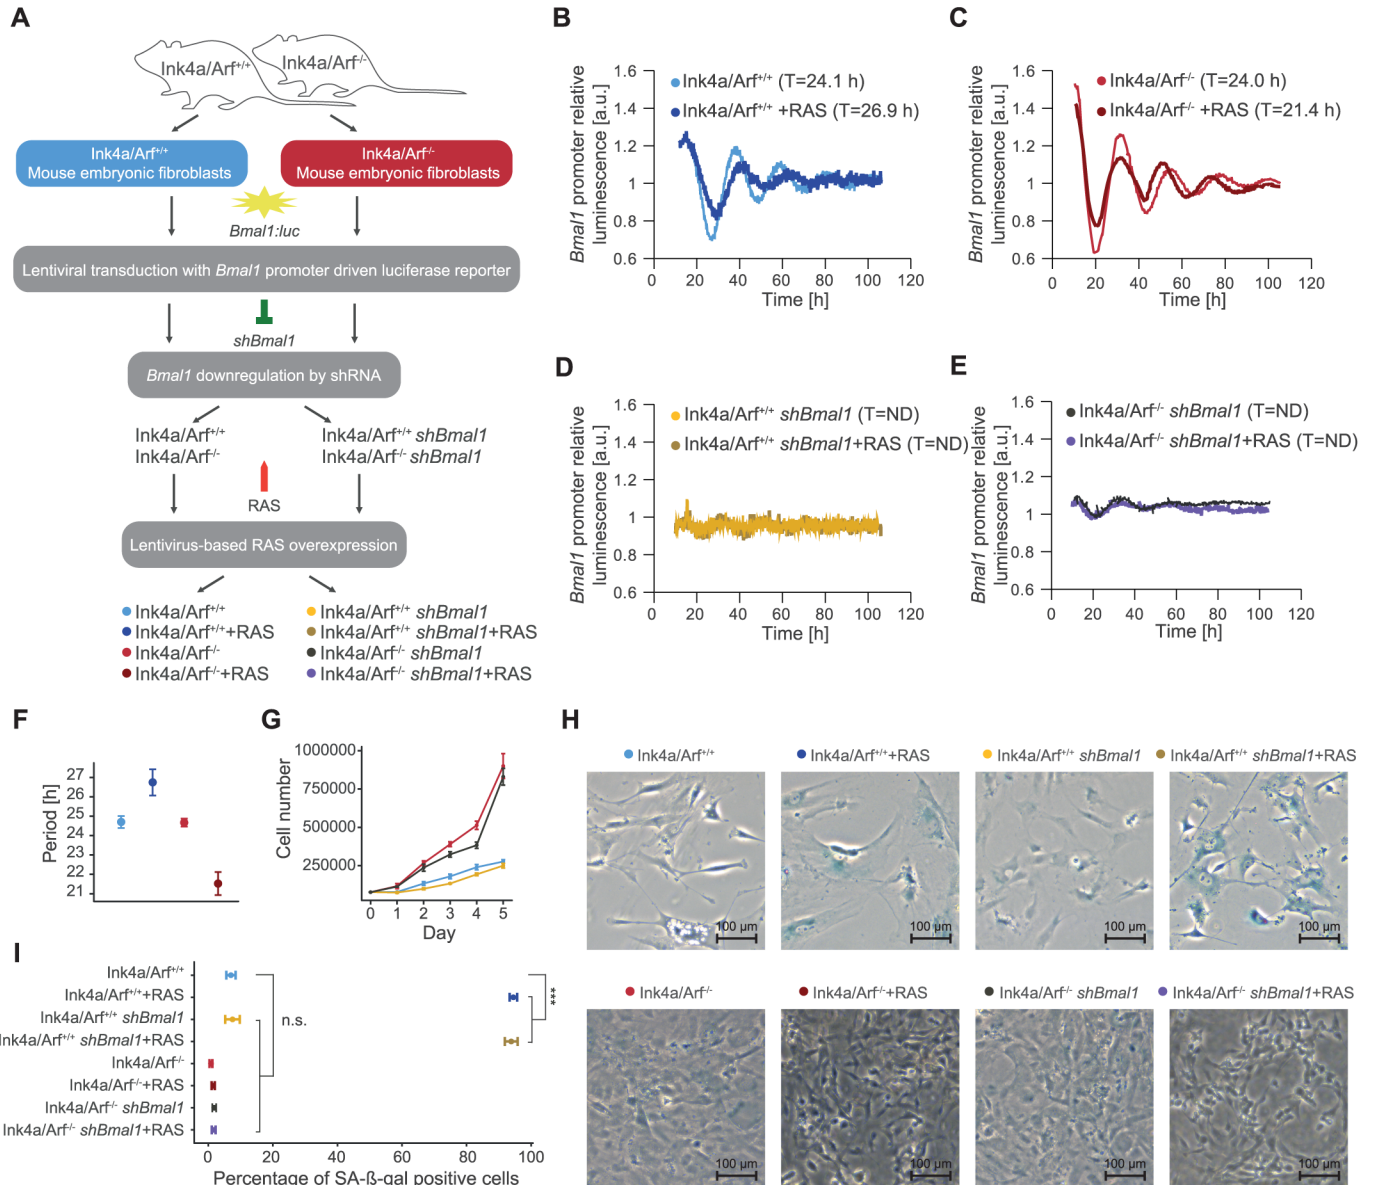 A
Ink4a/Arf+/+
Ink4a/Arf-/-
Ink4a/Arf+/+
Mouse embryonic fibroblasts
Ink4a/Arf-/-
Mouse embryonic fibroblasts
Bmal1:luc
Lentiviral transduction with Bmal1 promoter driven luciferase reporter
shBmal1
Bmal1 downregulation by shRNA
Ink4a/Arf+/+
Ink4a/Arf-/-
Ink4a/Arf+/+ shBmal1
Ink4a/Arf-/- shBmal1
RAS
Lentivirus-based RAS overexpression
Ink4a/Arf+/+
Ink4a/Arf+/++RAS
Ink4a/Arf-/-
Ink4a/Arf-/-+RAS
Ink4a/Arf+/+ shBmal1
Ink4a/Arf+/+ shBmal1+RAS
Ink4a/Arf-/- shBmal1
Ink4a/Arf-/- shBmal1+RAS
B
Bmal1 promoter relative
luminescence [a.u.]
1.6
1.4
1.2
1
0.8
0.6
Ink4a/Arf+/+ (T=24.1 h)
Ink4a/Arf+/+ +RAS (T=26.9 h)
0 20 40 60 80 100 120
Time [h]
C
Bmal1 promoter relative
luminescence [a.u.]
1.6
1.4
1.2
1
0.8
0.6
Ink4a/Arf-/- (T=24.0 h)
Ink4a/Arf-/- +RAS (T=21.4 h)
0 20 40 60 80 100 120
Time [h]
D
Bmal1 promoter relative
luminescence [a.u.]
1.6
1.4
1.2
1
0.8
0.6
Ink4a/Arf+/+ shBmal1 (T=ND)
Ink4a/Arf+/+ shBmal1+RAS (T=ND)
0 20 40 60 80 100 120
Time [h]
E
Bmal1 promoter relative
luminescence [a.u.]
1.6
1.4
1.2
1
0.8
0.6
Ink4a/Arf-/- shBmal1 (T=ND)
Ink4a/Arf-/- shBmal1+RAS (T=ND)
0 20 40 60 80 100 120
Time [h]
F
Period [h]
27
26
25
24
23
22
21
G
Cell number
1000000
750000
500000
250000
0 1 2 3 4 5
Day
H
Ink4a/Arf+/+
Ink4a/Arf+/++RAS
Ink4a/Arf+/+ shBmal1
Ink4a/Arf+/+ shBmal1+RAS
100 µm
100 µm
100 µm
100 µm
Ink4a/Arf-/-
Ink4a/Arf-/-+RAS
Ink4a/Arf-/- shBmal1
Ink4a/Arf-/- shBmal1+RAS
100 µm
100 µm
100 µm
100 µm
I
Ink4a/Arf+/+
Ink4a/Arf+/++RAS
Ink4a/Arf+/+ shBmal1
Ink4a/Arf+/+ shBmal1+RAS
Ink4a/Arf-/-
Ink4a/Arf-/-+RAS
Ink4a/Arf-/- shBmal1
Ink4a/Arf-/- shBmal1+RAS
n.s.
***
0 20 40 60 80 100
Percentage of SA-ß-gal positive cells